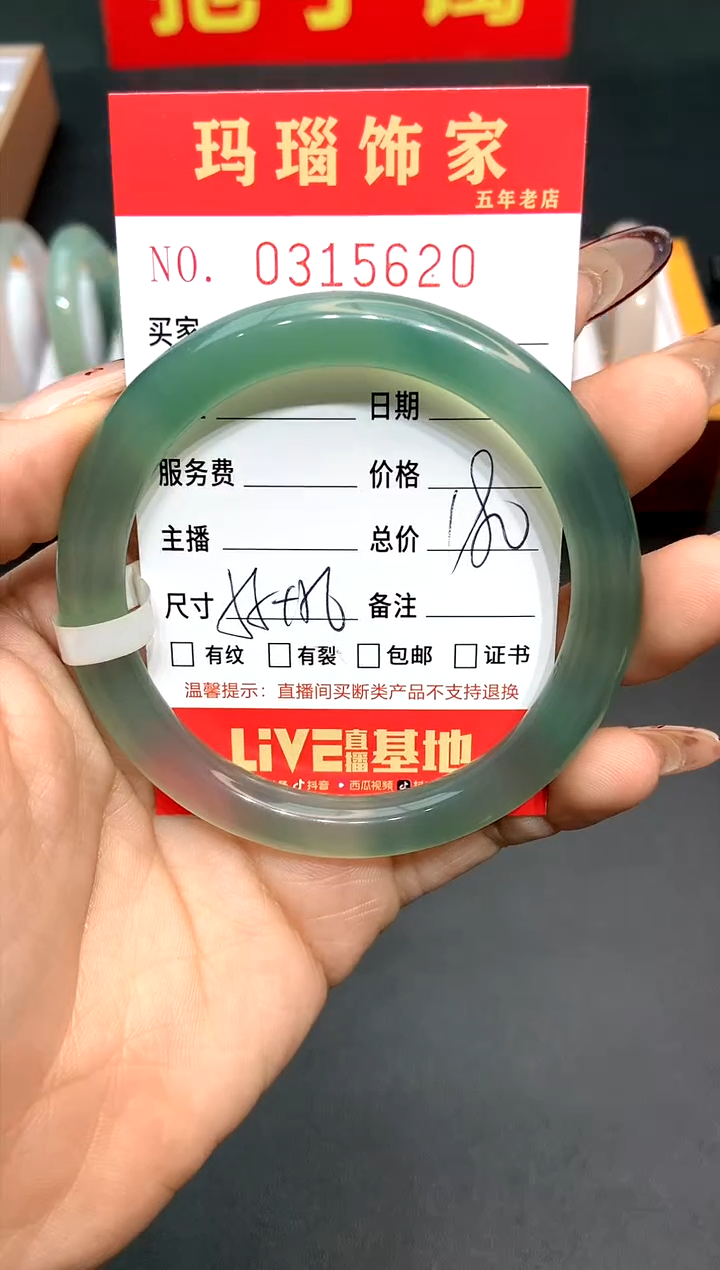 玛瑙饰家
五年老店
NO. 0315620
买家
日期
服务费 价格
主播 总价 180
尺寸 备注
有纹 有裂 包邮 证书
温馨提示：直播间买断类产品不支持退换
LiVE直播基地
抖音 西瓜视频